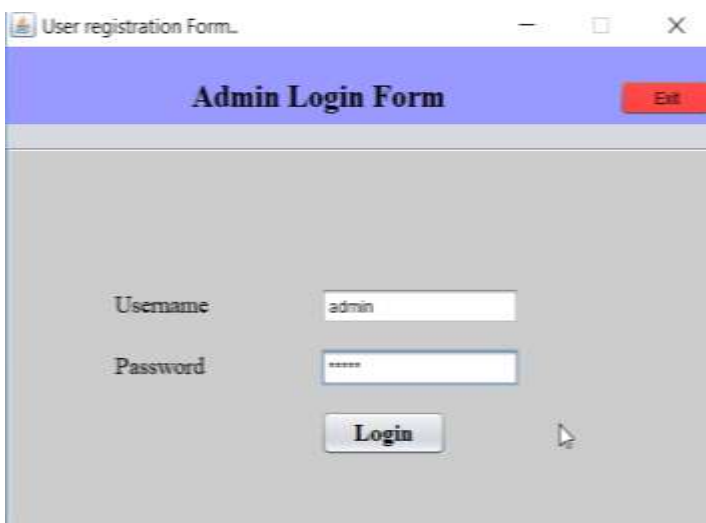 User registration Form..
Admin Login Form
Exit
Username
admin
Password
*****
Login